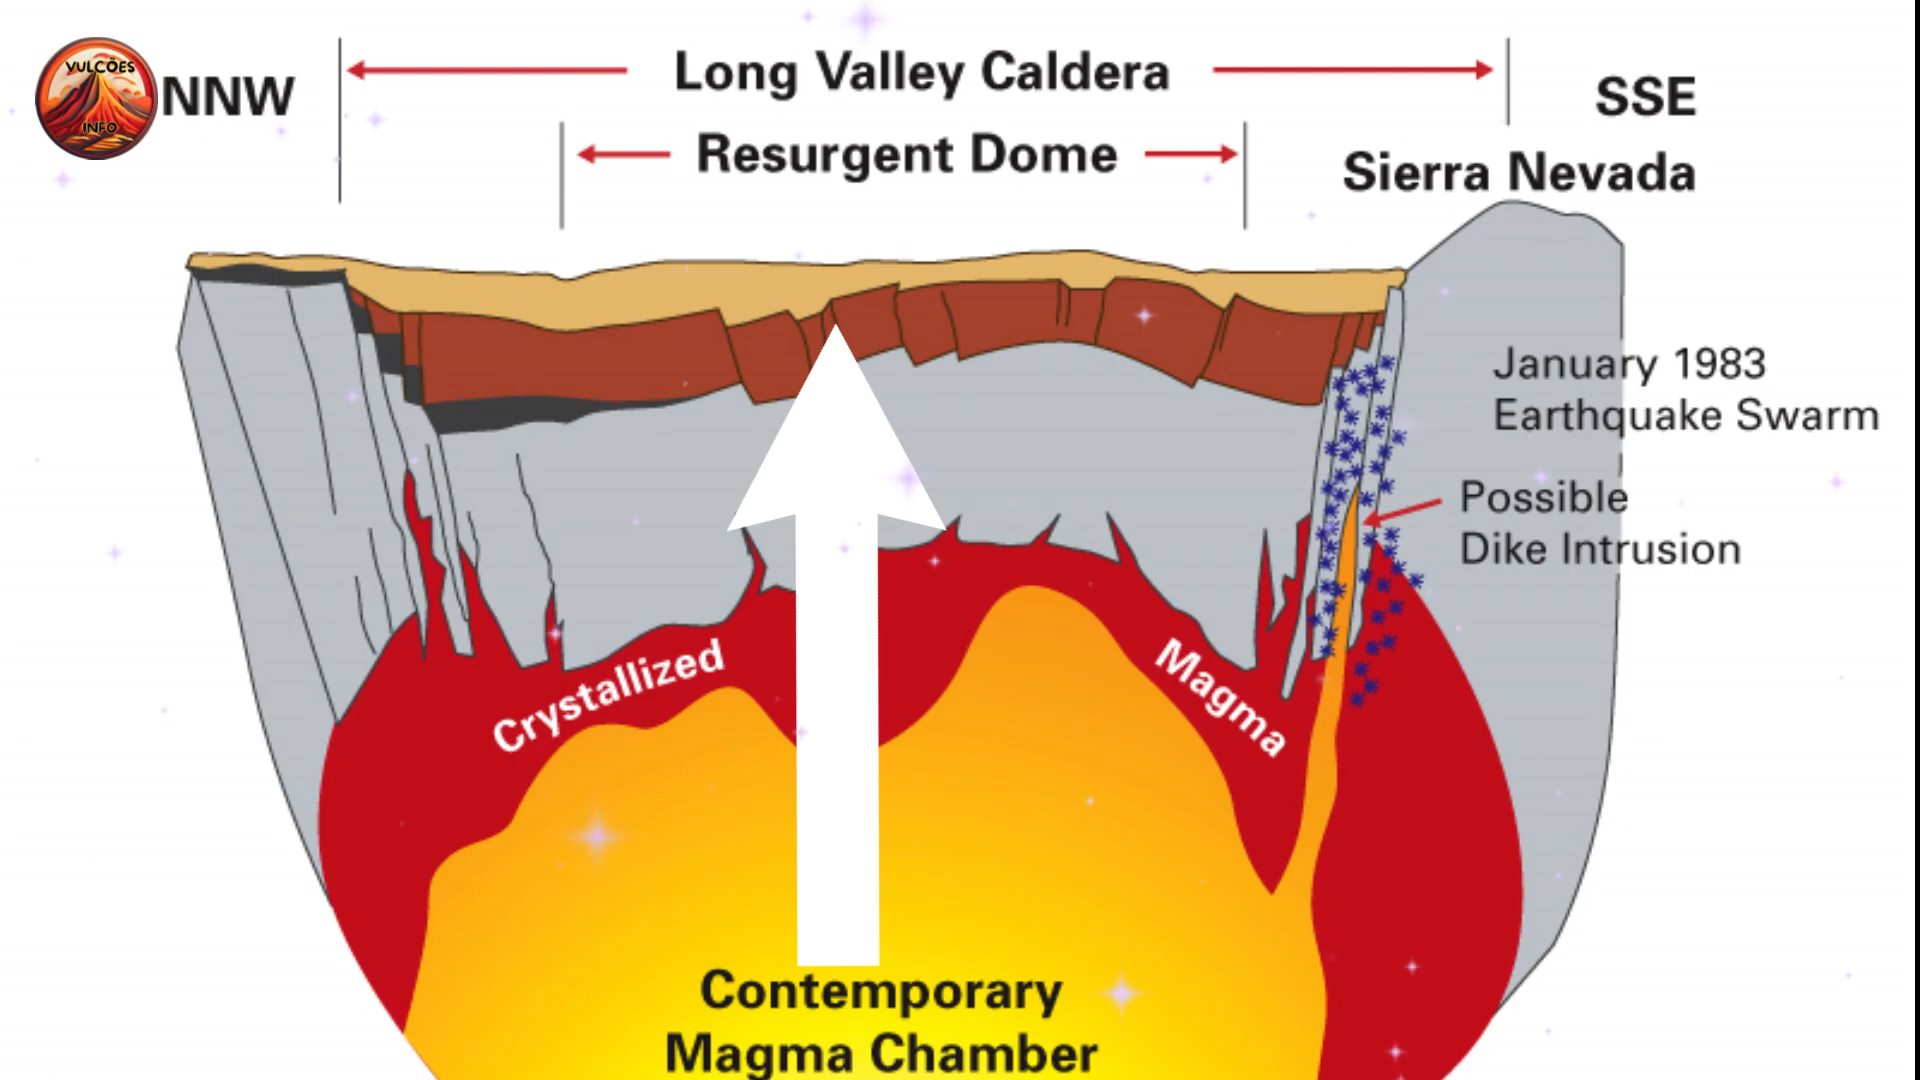 VULCÕES
INFO
NNW
Long Valley Caldera
SSE
Resurgent Dome
Sierra Nevada
January 1983
Earthquake Swarm
Possible
Dike Intrusion
Crystallized
Magma
Contemporary
Magma Chamber